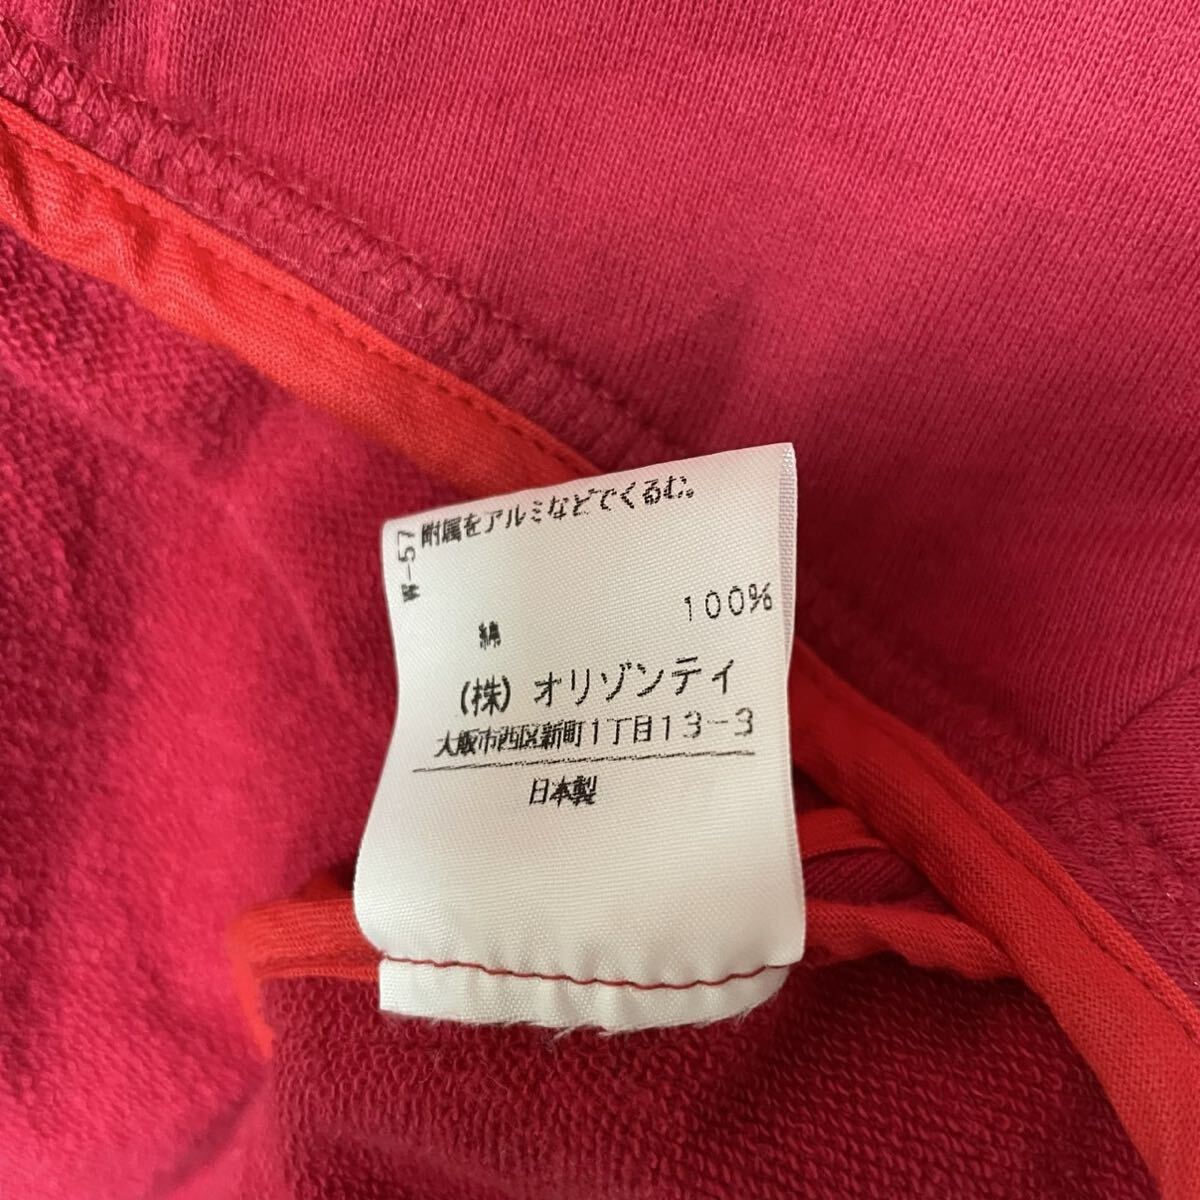 附属をアルミなどでくるむ。
W-57
綿 100%
(株) オリゾンティ
大阪市西区新町1丁目13-3
日本製